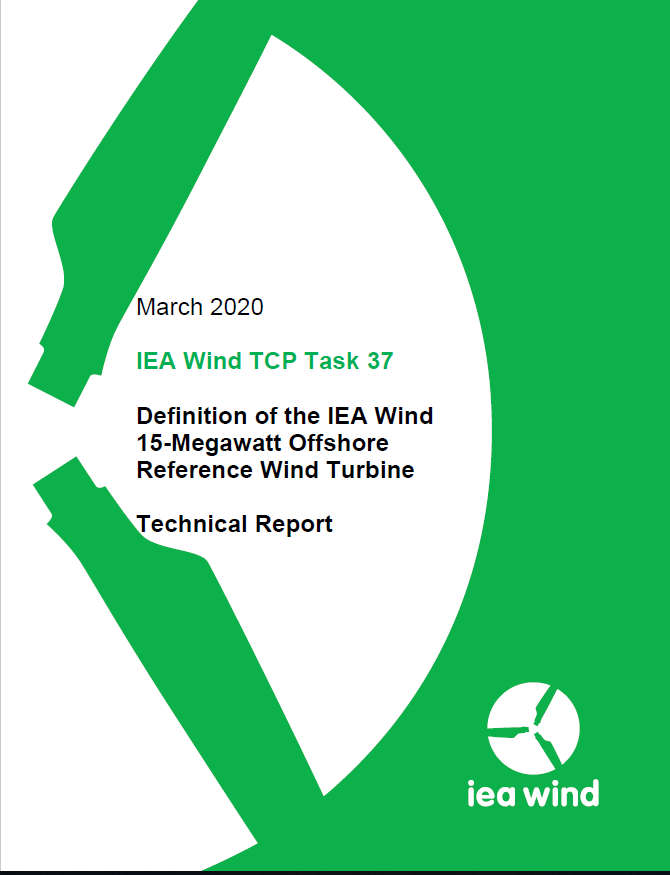 March 2020
IEA Wind TCP Task 37
Definition of the IEA Wind
15-Megawatt Offshore
Reference Wind Turbine
Technical Report
iea wind